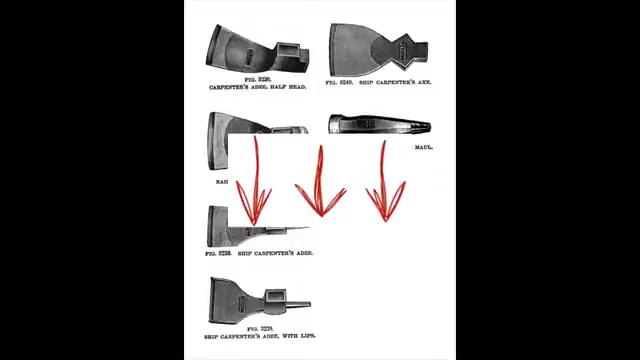 FIG. 3236.
CARPENTER'S ADZE, HALF HEAD.
FIG. 3240. SHIP CARPENTER'S AXE.
MAUL.
RAI
FIG. 3238. SHIP CARPENTER'S ADZE.
FIG. 3239.
SHIP CARPENTER'S ADZE, WITH LIPS.